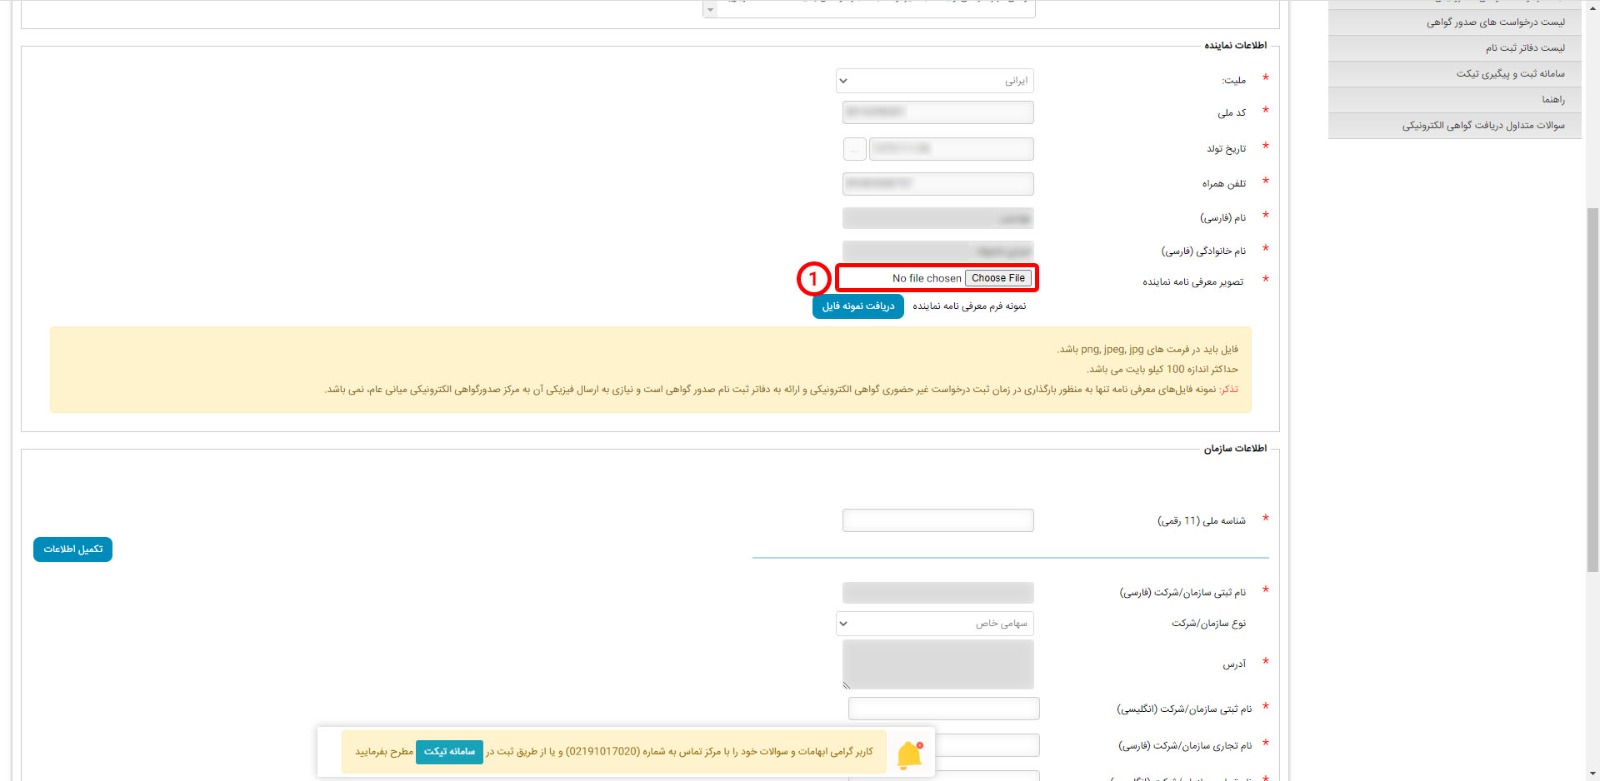 لیست درخواست های صدور گواهی
لیست دفاتر ثبت نام
سامانه ثبت و پیگیری تیکت
راهنما
سوالات متداول دریافت گواهی الکترونیکی
اطلاعات نماینده
* ملیت: ایرانی
* کد ملی
* تاریخ تولد ...
* تلفن همراه
* نام (فارسی)
* نام خانوادگی (فارسی)
* تصویر معرفی نامه نماینده Choose File No file chosen 1
نمونه فرم معرفی نامه نماینده دریافت نمونه فایل
فایل باید در فرمت های png, jpeg, jpg باشد.
حداکثر اندازه 100 کیلو بایت می باشد.
تذکر: نمونه فایل‌های معرفی نامه تنها به منظور بارگذاری در زمان ثبت درخواست غیر حضوری گواهی الکترونیکی و ارائه به دفاتر ثبت نام صدور گواهی است و نیازی به ارسال فیزیکی آن به مرکز صدورگواهی الکترونیکی میانی عام، نمی باشد.
اطلاعات سازمان
* شناسه ملی (11 رقمی)
تکمیل اطلاعات
* نام ثبتی سازمان/شرکت (فارسی)
نوع سازمان/شرکت سهامی خاص
* آدرس
* نام ثبتی سازمان/شرکت (انگلیسی)
* نام تجاری سازمان/شرکت (فارسی)
کاربر گرامی ابهامات و سوالات خود را با مرکز تماس به شماره (02191017020) و یا از طریق ثبت در سامانه تیکت مطرح بفرمایید